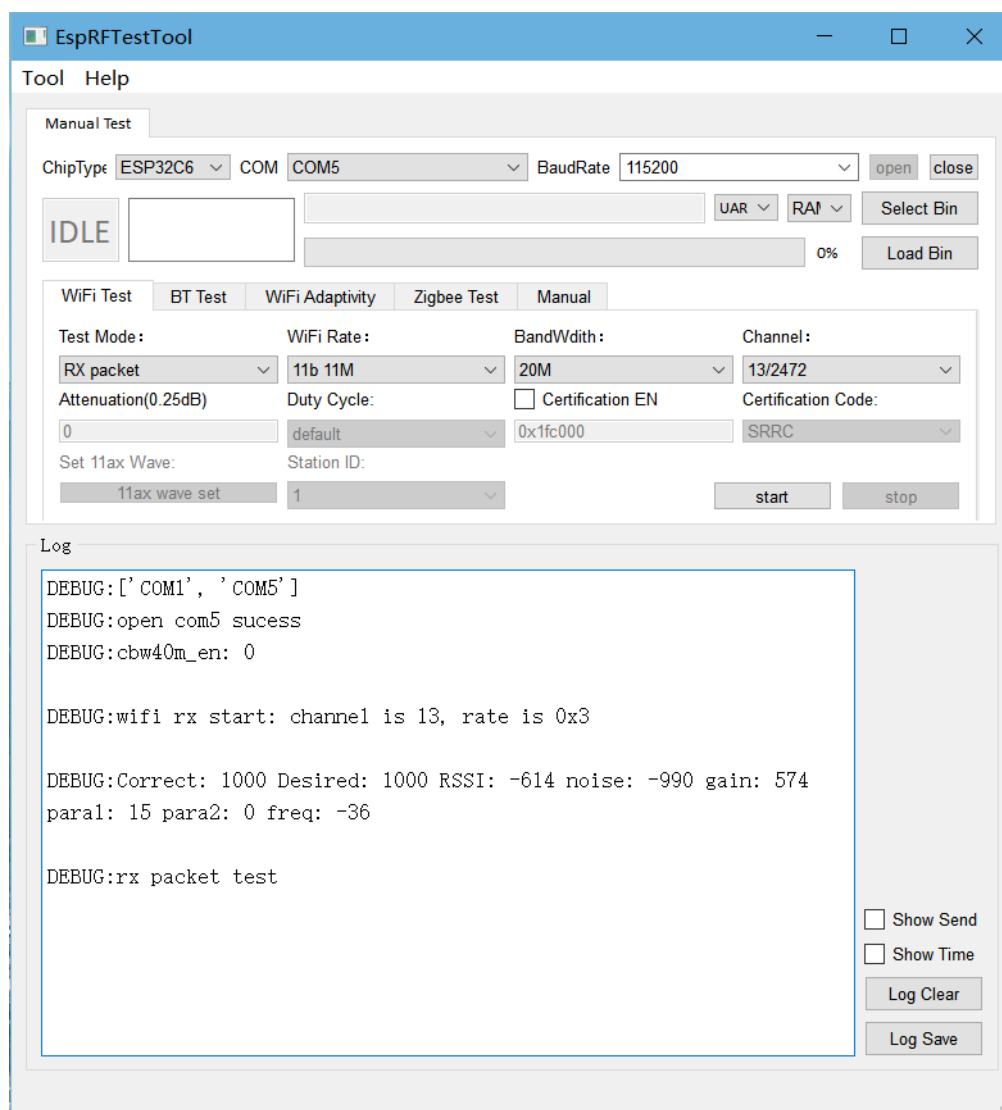 EspRFTestTool
Tool Help
Manual Test
ChipType ESP32C6 COM COM5 BaudRate 115200 open close
IDLE UAR RAM Select Bin
0% Load Bin
WiFi Test BT Test WiFi Adaptivity Zigbee Test Manual
Test Mode: WiFi Rate: BandWdith: Channel:
RX packet 11b 11M 20M 13/2472
Attenuation(0.25dB) Duty Cycle: Certification EN Certification Code:
0 default 0x1fc000 SRRC
Set 11ax Wave: Station ID:
11ax wave set 1 start stop
Log
DEBUG:['COM1', 'COM5']
DEBUG:open com5 sucess
DEBUG:cbw40m_en: 0
DEBUG:wifi rx start: channel is 13, rate is 0x3
DEBUG:Correct: 1000 Desired: 1000 RSSI: -614 noise: -990 gain: 574
para1: 15 para2: 0 freq: -36
DEBUG:rx packet test
Show Send
Show Time
Log Clear
Log Save